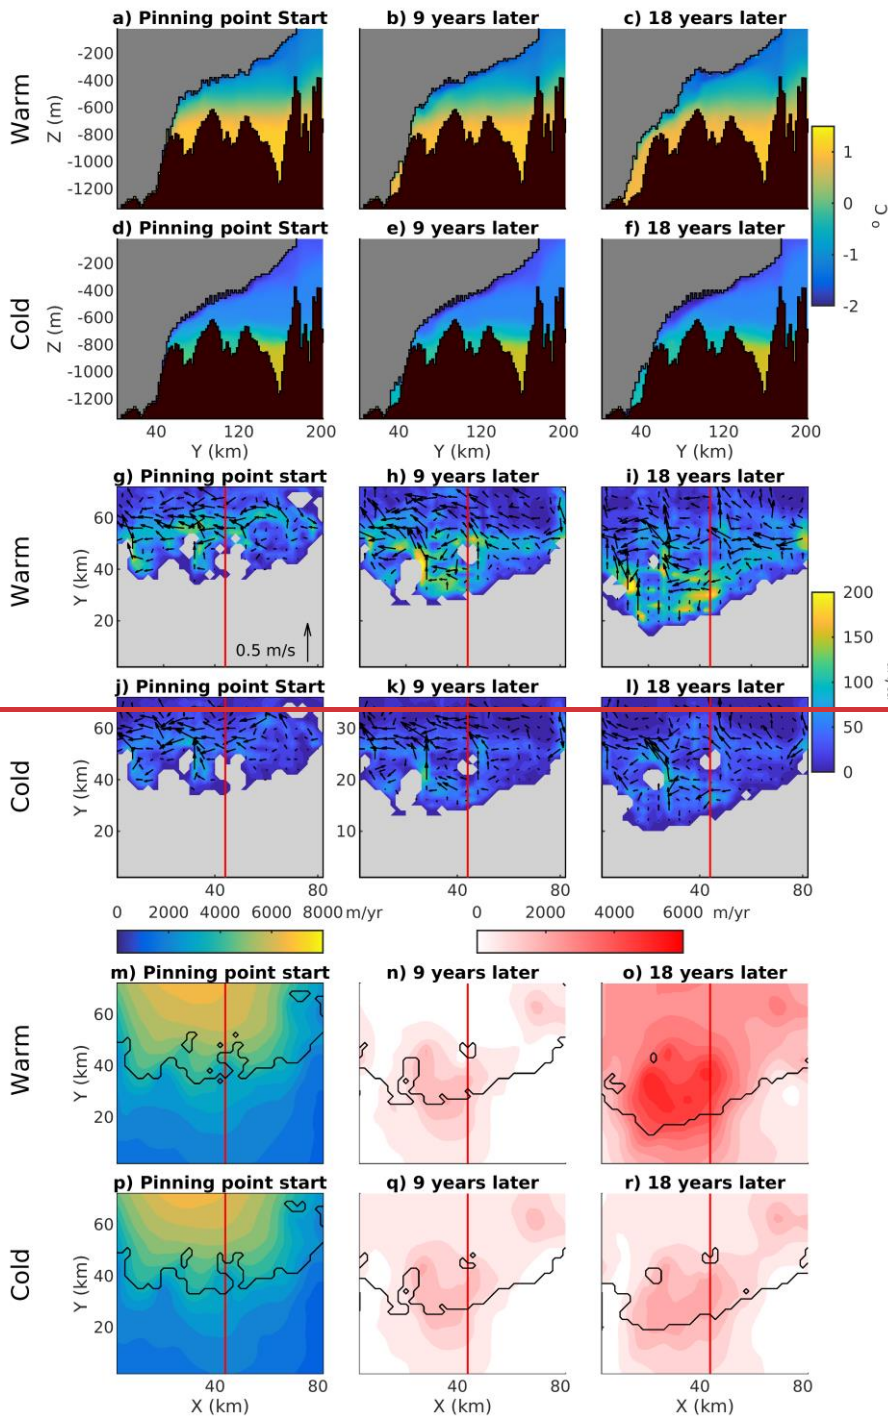 a) Pinning point Start b) 9 years later c) 18 years later
Warm
Z (m)
-200
-400
-600
-800
-1000
-1200
1
0
-1
-2
o C
d) Pinning point Start e) 9 years later f) 18 years later
Cold
Z (m)
-200
-400
-600
-800
-1000
-1200
40 120 200 40 120 200 40 120 200
Y (km) Y (km) Y (km)
g) Pinning point start h) 9 years later i) 18 years later
Warm
Y (km)
60
40
20
0.5 m/s
200
150
100
50
0
j) Pinning point Start k) 9 years later l) 18 years later
Cold
Y (km)
60
40
20
30
20
10
40 80 40 80 40 80
0 2000 4000 6000 8000 m/yr 0 2000 4000 6000 m/yr
m) Pinning point start n) 9 years later o) 18 years later
Warm
Y (km)
60
40
20
p) Pinning point start q) 9 years later r) 18 years later
Cold
Y (km)
60
40
20
40 80 40 80 40 80
X (km) X (km) X (km)